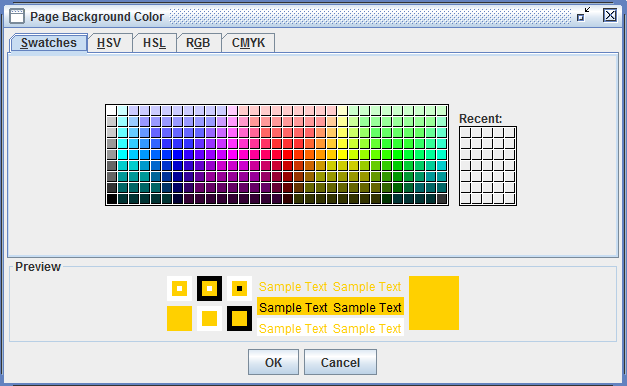 Page Background Color
Swatches HSV HSL RGB CMYK
Recent:
Preview
Sample Text Sample Text
Sample Text Sample Text
Sample Text Sample Text
OK Cancel